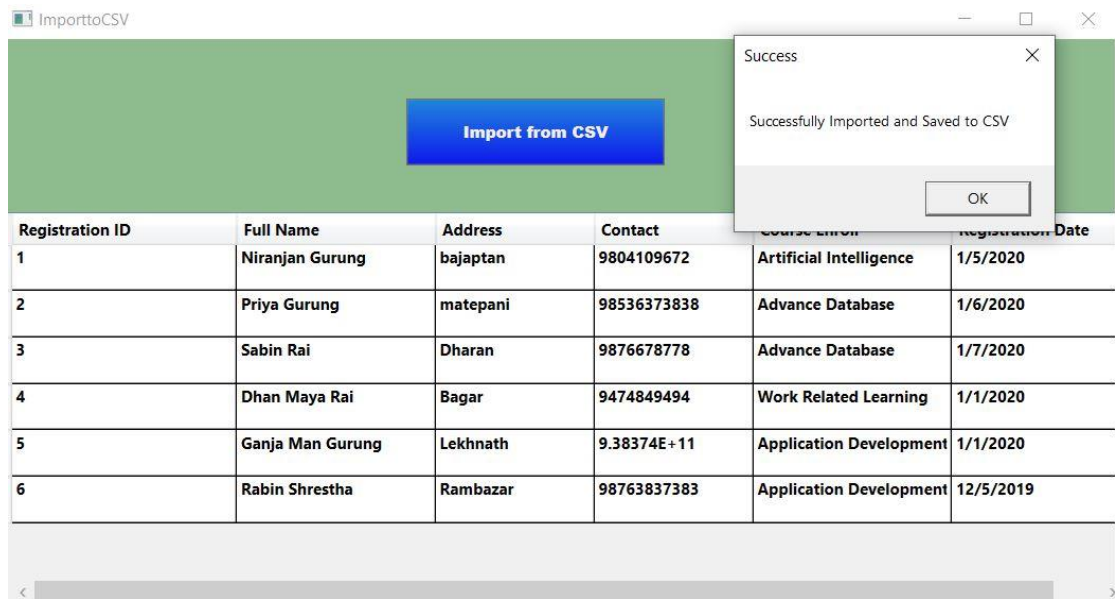 ImporttoCSV
Success
Successfully Imported and Saved to CSV
OK
Import from CSV
Registration ID Full Name Address Contact Course Enroll Registration Date
1 Niranjan Gurung bajaptan 9804109672 Artificial Intelligence 1/5/2020
2 Priya Gurung matepani 98536373838 Advance Database 1/6/2020
3 Sabin Rai Dharan 9876678778 Advance Database 1/7/2020
4 Dhan Maya Rai Bagar 9474849494 Work Related Learning 1/1/2020
5 Ganja Man Gurung Lekhnath 9.38374E+11 Application Development 1/1/2020
6 Rabin Shrestha Rambazar 98763837383 Application Development 12/5/2019